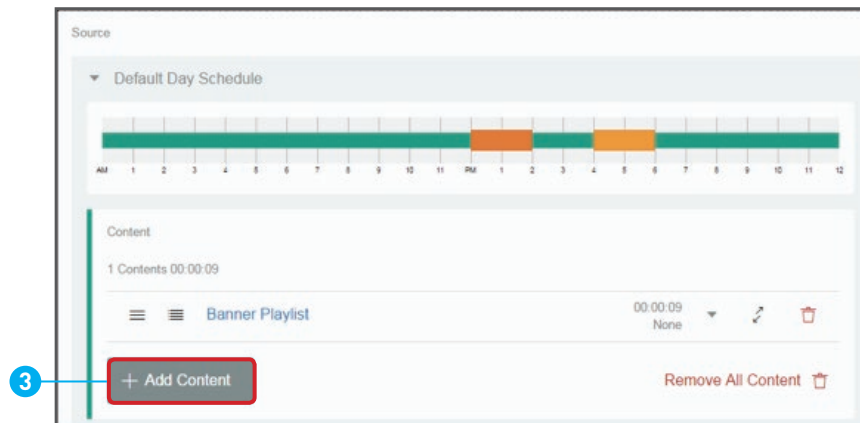 Source
Default Day Schedule
AM 1 2 3 4 5 6 7 8 9 10 11 PM 1 2 3 4 5 6 7 8 9 10 11 12
Content
1 Contents 00:00:09
Banner Playlist
00:00:09
None
3
+ Add Content
Remove All Content